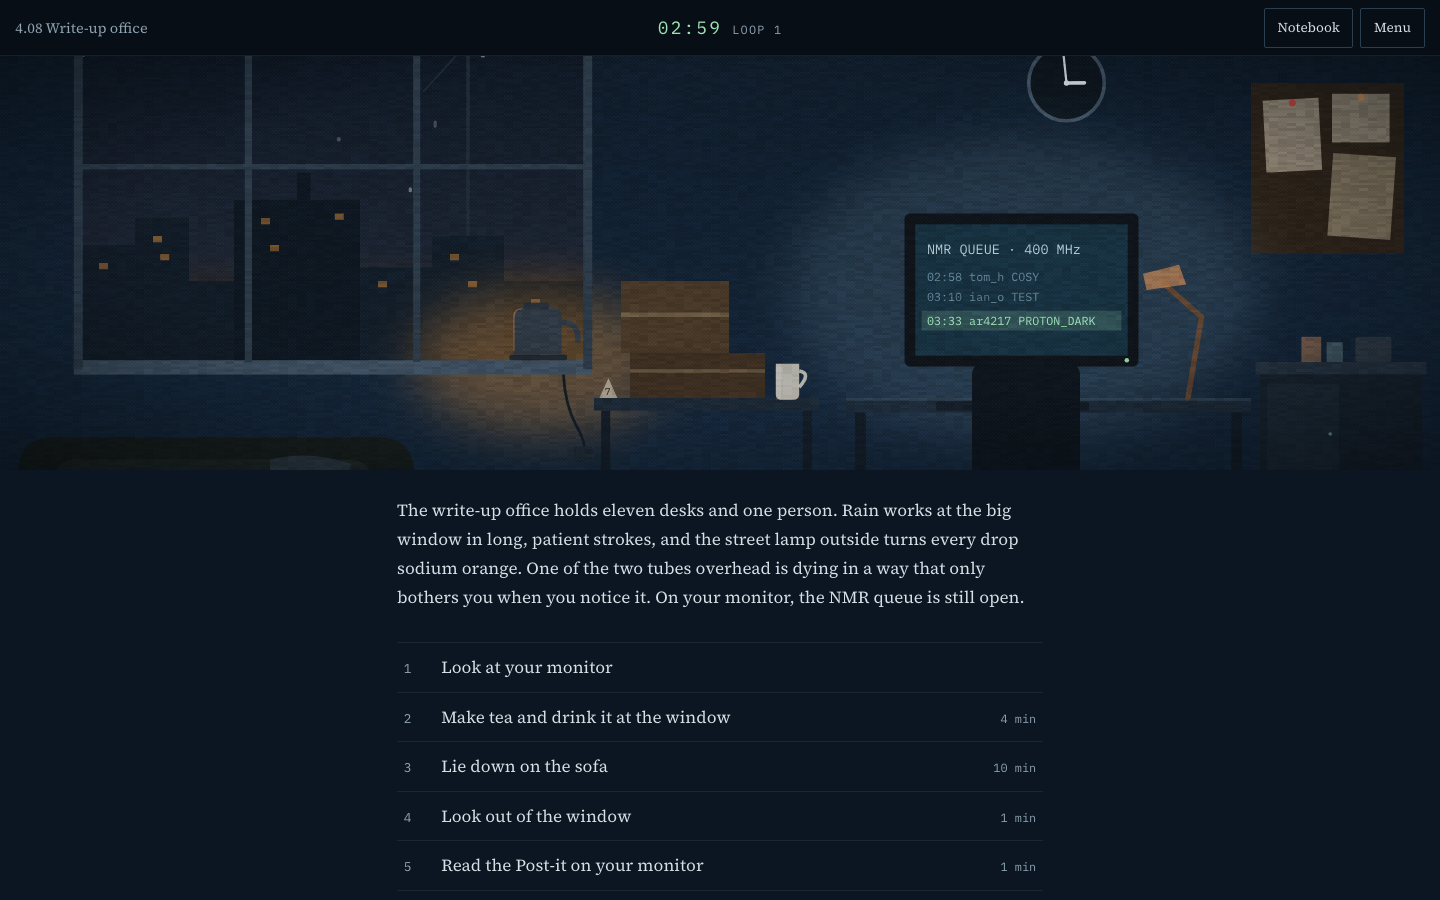 4.08 Write-up office
02:59 LOOP 1
Notebook
Menu
NMR QUEUE · 400 MHz
02:58 tom_h COSY
03:10 ian_o TEST
03:33 ar4217 PROTON_DARK
7
The write-up office holds eleven desks and one person. Rain works at the big
window in long, patient strokes, and the street lamp outside turns every drop
sodium orange. One of the two tubes overhead is dying in a way that only
bothers you when you notice it. On your monitor, the NMR queue is still open.
1 Look at your monitor
2 Make tea and drink it at the window 4 min
3 Lie down on the sofa 10 min
4 Look out of the window 1 min
5 Read the Post-it on your monitor 1 min